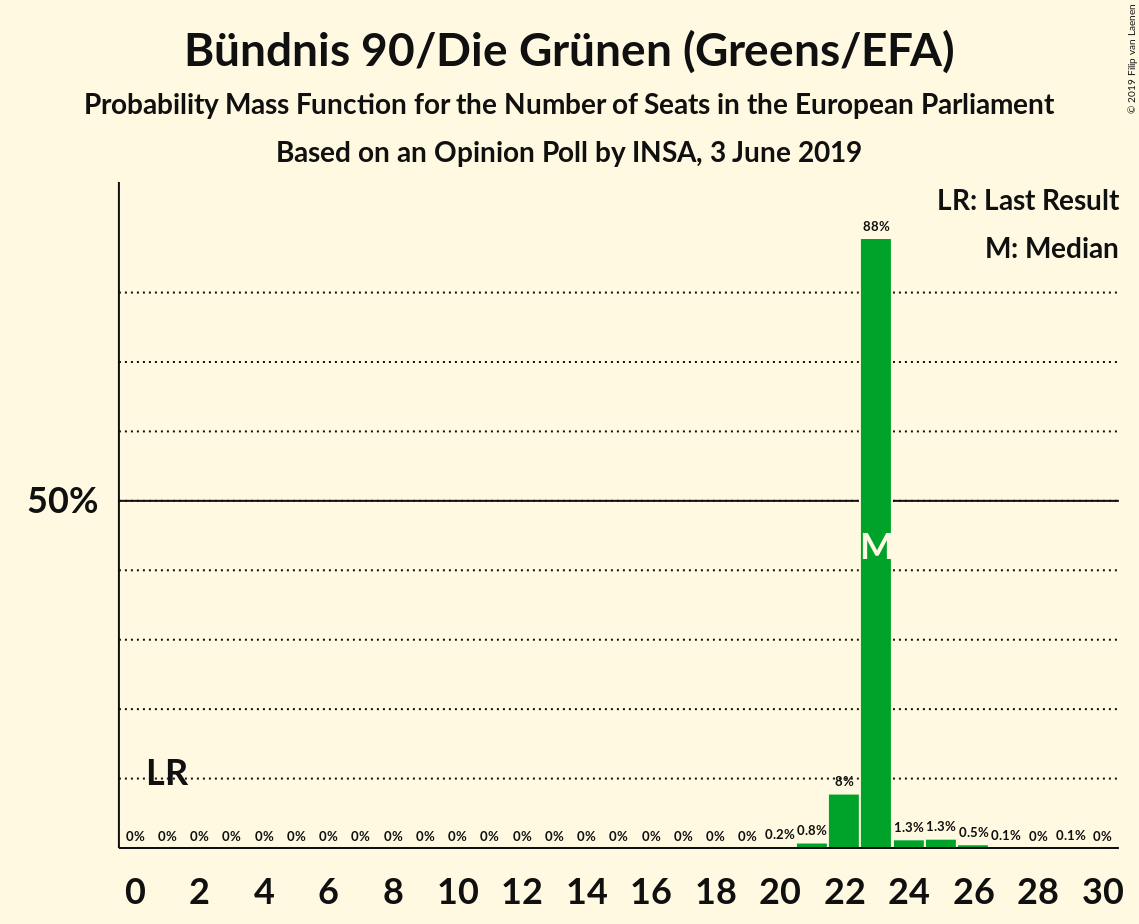 Bündnis 90/Die Grünen (Greens/EFA)
Probability Mass Function for the Number of Seats in the European Parliament
Based on an Opinion Poll by INSA, 3 June 2019
© 2019 Filip van Laenen
LR: Last Result
M: Median
88%
50%
M
LR
8%
0% 0% 0% 0% 0% 0% 0% 0% 0% 0% 0% 0% 0% 0% 0% 0% 0% 0% 0% 0% 0.2% 0.8% 1.3% 1.3% 0.5% 0.1% 0% 0.1% 0%
0 2 4 6 8 10 12 14 16 18 20 22 24 26 28 30